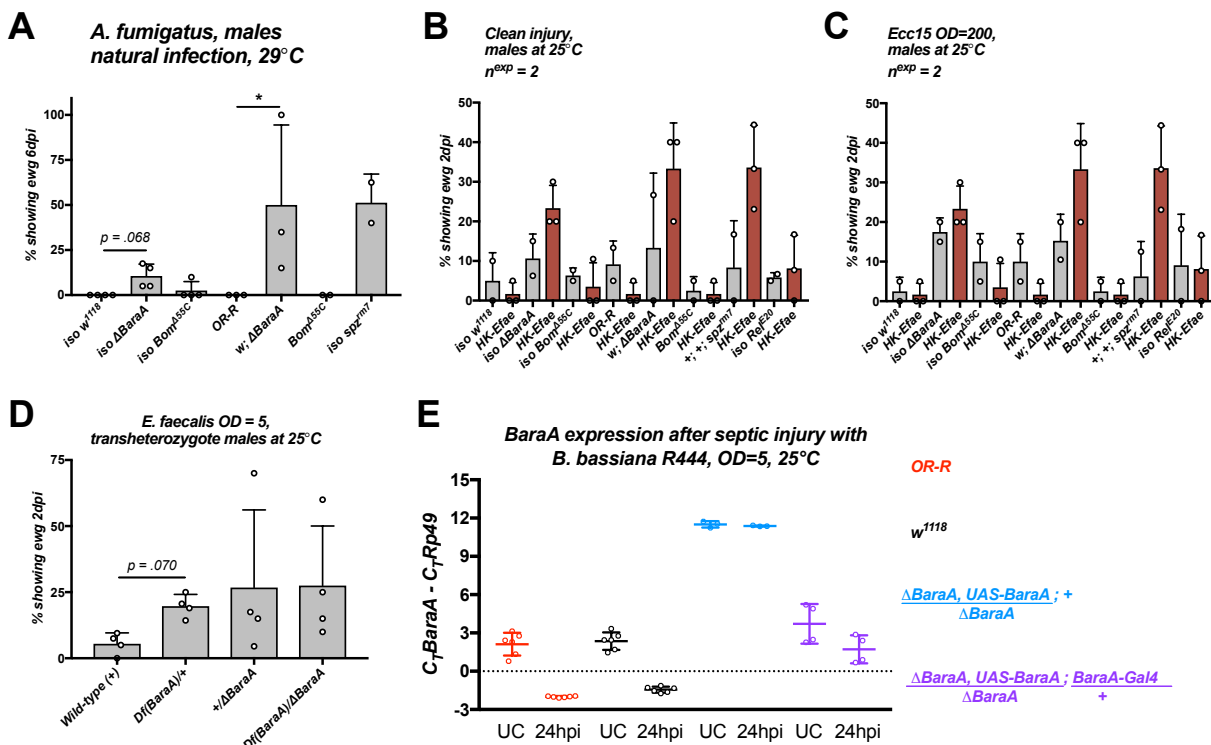 A
A. fumigatus, males
natural infection, 29°C
% showing ewg 6dpi
100
75
50
25
0
p = .068
*
iso w1118
iso ΔBaraA
iso BomΔ55C
OR-R
w; ΔBaraA
BomΔ55C
iso spzrm7
B
Clean injury,
males at 25°C
nexp = 2
% showing ewg 2dpi
50
40
30
20
10
0
iso w1118
HK-Efae
iso ΔBaraA
HK-Efae
iso BomΔ55C
HK-Efae
OR-R
HK-Efae
w; ΔBaraA
HK-Efae
BomΔ55C
HK-Efae
+; +; spzrm7
HK-Efae
iso RelE20
HK-Efae
C
Ecc15 OD=200,
males at 25°C
nexp = 2
% showing ewg 2dpi
50
40
30
20
10
0
iso w1118
HK-Efae
iso ΔBaraA
HK-Efae
iso BomΔ55C
HK-Efae
OR-R
HK-Efae
w; ΔBaraA
HK-Efae
BomΔ55C
HK-Efae
+; +; spzrm7
HK-Efae
iso RelE20
HK-Efae
D
E. faecalis OD = 5,
transheterozygote males at 25°C
% showing ewg 2dpi
75
50
25
0
p = .070
Wild-type (+)
Df(BaraA)/+
+/ΔBaraA
Df(BaraA)/ΔBaraA
E
BaraA expression after septic injury with
B. bassiana R444, OD=5, 25°C
CTBaraA - CTRp49
15
12
9
6
3
0
-3
UC 24hpi UC 24hpi UC 24hpi UC 24hpi
OR-R
w1118
ΔBaraA, UAS-BaraA ; +
ΔBaraA
ΔBaraA, UAS-BaraA ; BaraA-Gal4
ΔBaraA +